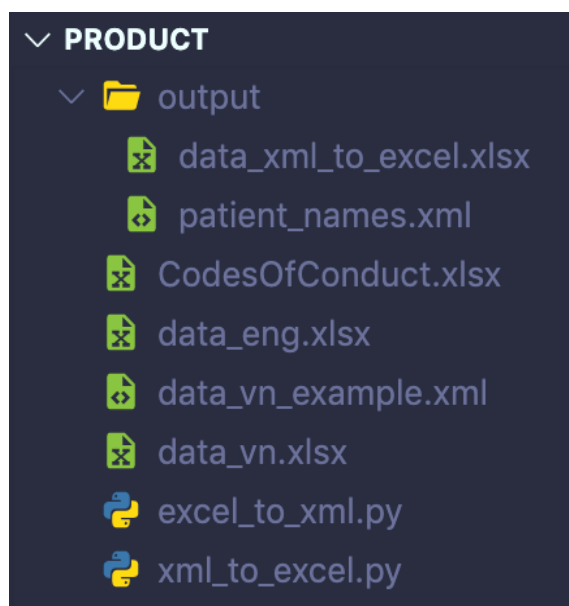 PRODUCT
output
data_xml_to_excel.xlsx
patient_names.xml
CodesOfConduct.xlsx
data_eng.xlsx
data_vn_example.xml
data_vn.xlsx
excel_to_xml.py
xml_to_excel.py